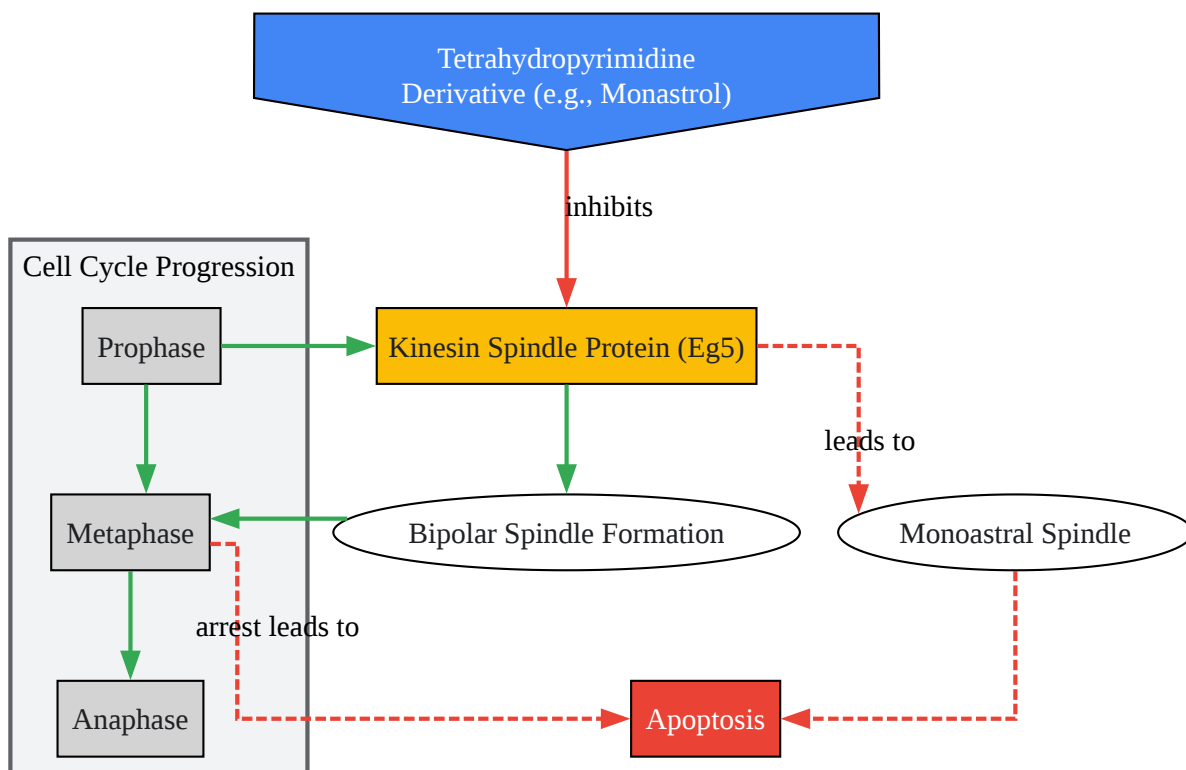 Tetrahydropyrimidine
Derivative (e.g., Monastrol)
inhibits
Cell Cycle Progression
Prophase
Kinesin Spindle Protein (Eg5)
leads to
Metaphase
Bipolar Spindle Formation
Monoastral Spindle
arrest leads to
Anaphase
Apoptosis